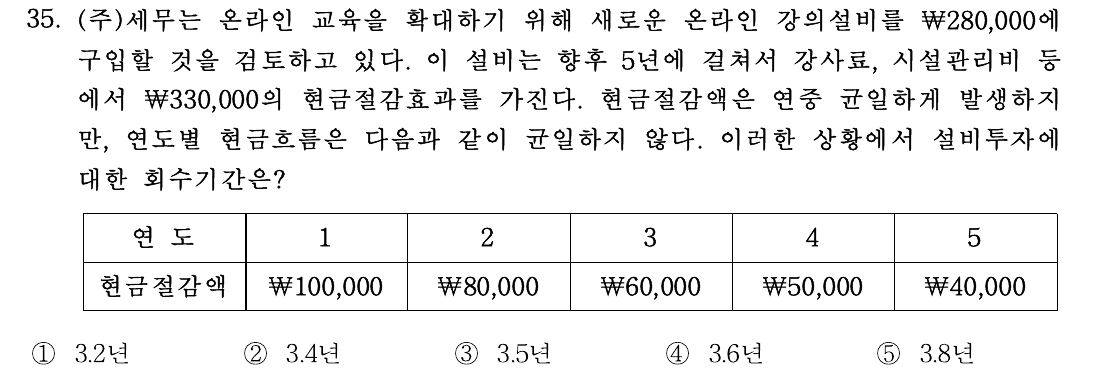 35. (주)세무는 온라인 교육을 확대하기 위해 새로운 온라인 강의설비를 ₩280,000에
구입할 것을 검토하고 있다. 이 설비는 향후 5년에 걸쳐서 강사료, 시설관리비 등
에서 ₩330,000의 현금절감효과를 가진다. 현금절감액은 연중 균일하게 발생하지
만, 연도별 현금흐름은 다음과 같이 균일하지 않다. 이러한 상황에서 설비투자에
대한 회수기간은?
연 도 1 2 3 4 5
현금절감액 ₩100,000 ₩80,000 ₩60,000 ₩50,000 ₩40,000
① 3.2년 ② 3.4년 ③ 3.5년 ④ 3.6년 ⑤ 3.8년